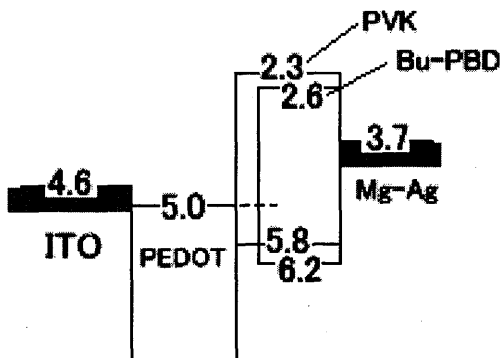 PVK
2.3
Bu-PBD
2.6
3.7
4.6
Mg-Ag
5.0
ITO
PEDOT
5.8
6.2